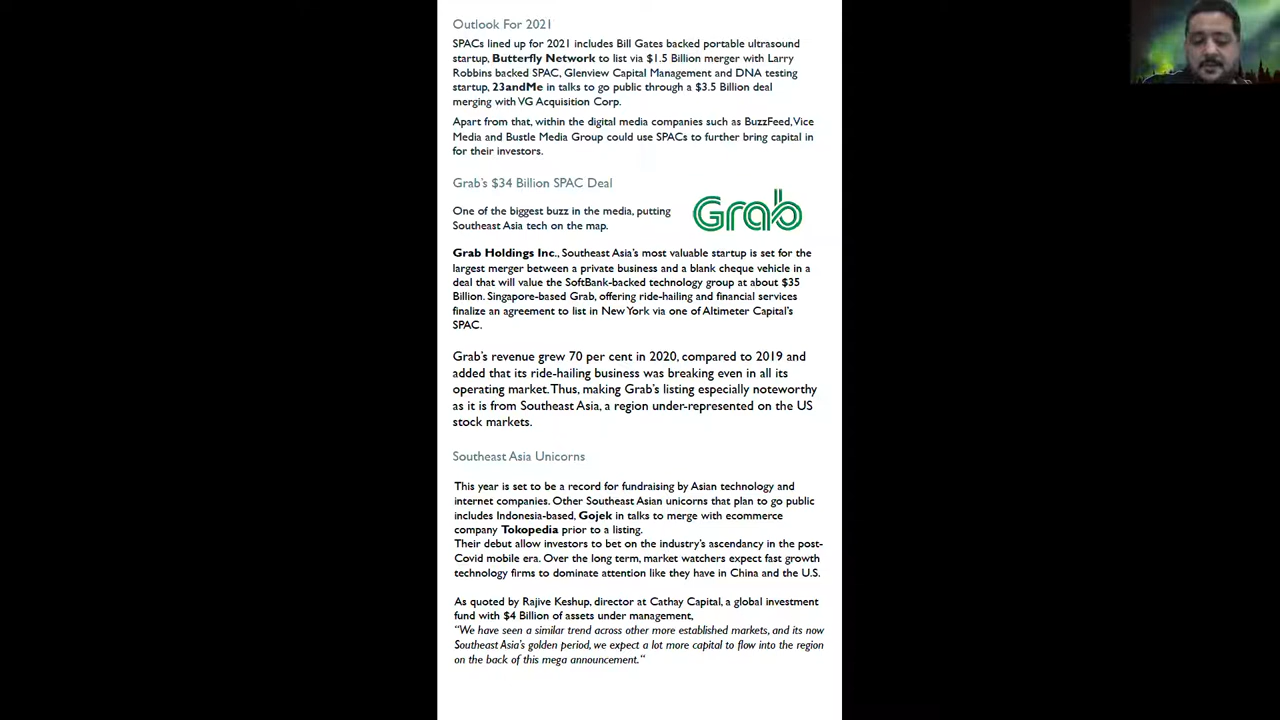 Outlook For 2021
SPACs lined up for 2021 includes Bill Gates backed portable ultrasound
startup, Butterfly Network to list via $1.5 Billion merger with Larry
Robbins backed SPAC, Glenview Capital Management and DNA testing
startup, 23andMe in talks to go public through a $3.5 Billion deal
merging with VG Acquisition Corp.
Apart from that, within the digital media companies such as BuzzFeed, Vice
Media and Bustle Media Group could use SPACs to further bring capital in
for their investors.
Grab's $34 Billion SPAC Deal
One of the biggest buzz in the media, putting
Southeast Asia tech on the map.
Grab
Grab Holdings Inc., Southeast Asia's most valuable startup is set for the
largest merger between a private business and a blank cheque vehicle in a
deal that will value the SoftBank-backed technology group at about $35
Billion. Singapore-based Grab, offering ride-hailing and financial services
finalize an agreement to list in New York via one of Altimeter Capital's
SPAC.
Grab's revenue grew 70 per cent in 2020, compared to 2019 and
added that its ride-hailing business was breaking even in all its
operating market. Thus, making Grab's listing especially noteworthy
as it is from Southeast Asia, a region under-represented on the US
stock markets.
Southeast Asia Unicorns
This year is set to be a record for fundraising by Asian technology and
internet companies. Other Southeast Asian unicorns that plan to go public
includes Indonesia-based, Gojek in talks to merge with ecommerce
company Tokopedia prior to a listing.
Their debut allow investors to bet on the industry's ascendancy in the post-
Covid mobile era. Over the long term, market watchers expect fast growth
technology firms to dominate attention like they have in China and the U.S.
As quoted by Rajive Keshup, director at Cathay Capital, a global investment
fund with $4 Billion of assets under management,
"We have seen a similar trend across other more established markets, and its now
Southeast Asia's golden period, we expect a lot more capital to flow into the region
on the back of this mega announcement."